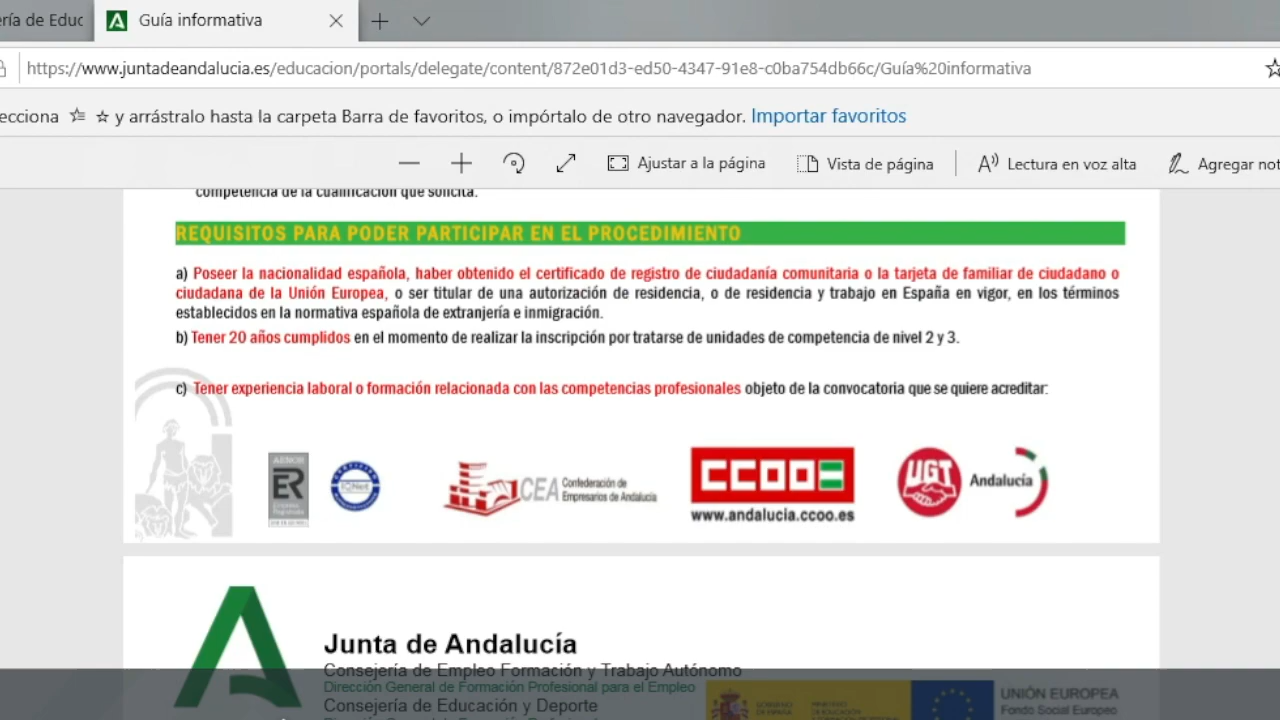 ría de Educ
Guía informativa
https://www.juntadeandalucia.es/educacion/portals/delegate/content/872e01d3-ed50-4347-91e8-c0ba754db66c/Guía%20informativa
ecciona y arrástralo hasta la carpeta Barra de favoritos, o impórtalo de otro navegador. Importar favoritos
Ajustar a la página Vista de página Lectura en voz alta Agregar not
competencia de la cualificación que solicita.
REQUISITOS PARA PODER PARTICIPAR EN EL PROCEDIMIENTO
a) Poseer la nacionalidad española, haber obtenido el certificado de registro de ciudadanía comunitaria o la tarjeta de familiar de ciudadano o
ciudadana de la Unión Europea, o ser titular de una autorización de residencia, o de residencia y trabajo en España en vigor, en los términos
establecidos en la normativa española de extranjería e inmigración.
b) Tener 20 años cumplidos en el momento de realizar la inscripción por tratarse de unidades de competencia de nivel 2 y 3.
c) Tener experiencia laboral o formación relacionada con las competencias profesionales objeto de la convocatoria que se quiere acreditar:
AENOR
ER
IQNet
CEA Confederación de
Empresarios de Andalucía
CCOO
www.andalucia.ccoo.es
UGT Andalucía
Junta de Andalucía
Consejería de Empleo Formación y Trabajo Autónomo
Dirección General de Formación Profesional para el Empleo
Consejería de Educación y Deporte
UNIÓN EUROPEA
Fondo Social Europeo